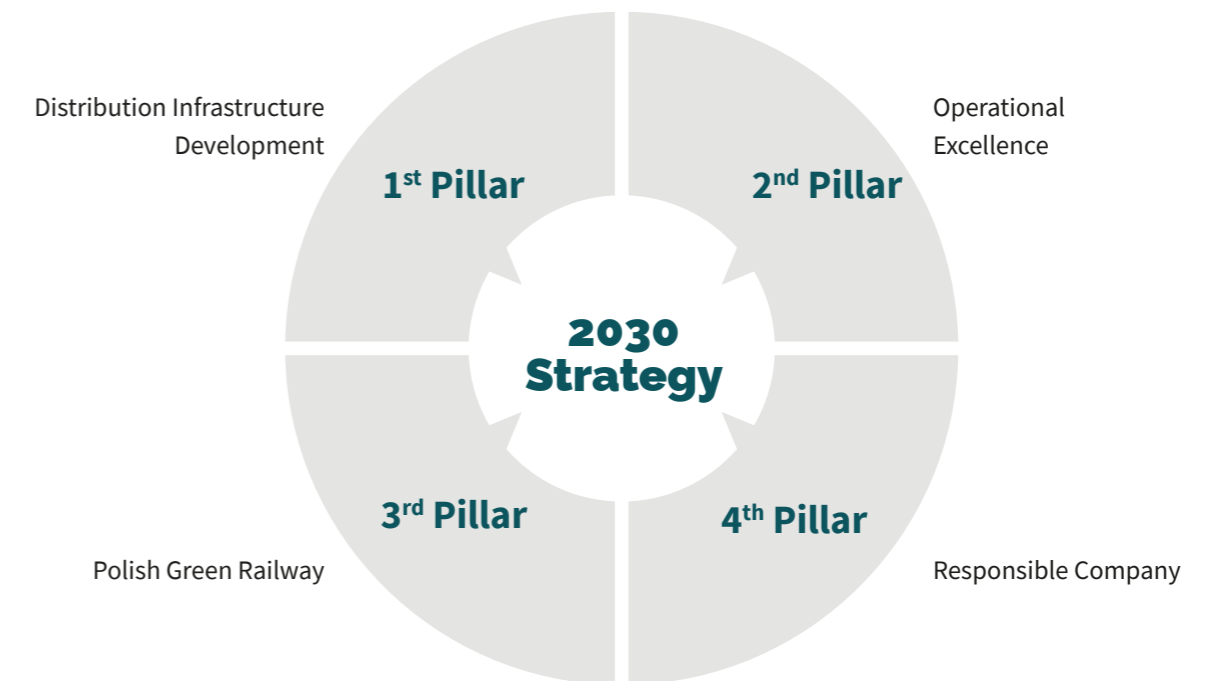 Distribution Infrastructure
Development
1st Pillar
Operational
Excellence
2nd Pillar
2030
Strategy
3rd Pillar
Polish Green Railway
4th Pillar
Responsible Company